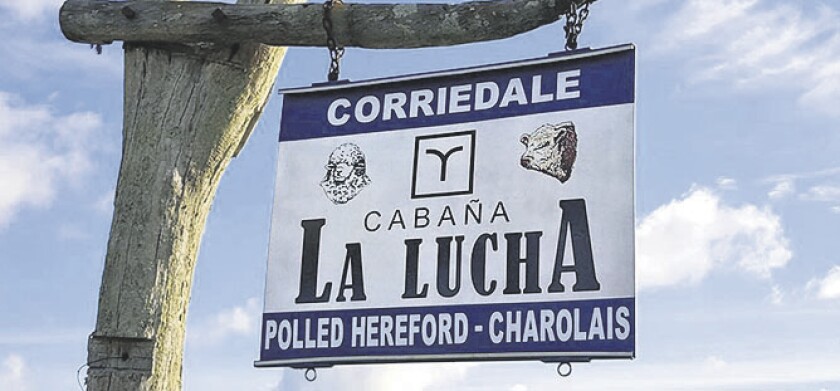 CORRIEDALE
CABAÑA
LA LUCHA
POLLED HEREFORD - CHAROLAIS